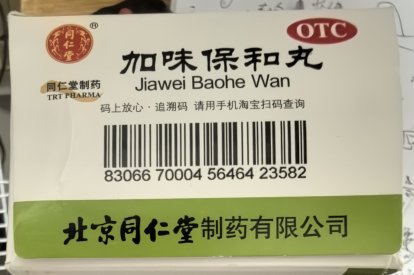 同仁堂
®
OTC
加味保和丸
Jiawei Baohe Wan
同仁堂制药
TRT PHARMA
码上放心·追溯码 请用手机淘宝扫码查询
83066 70004 56464 23582
北京同仁堂制药有限公司